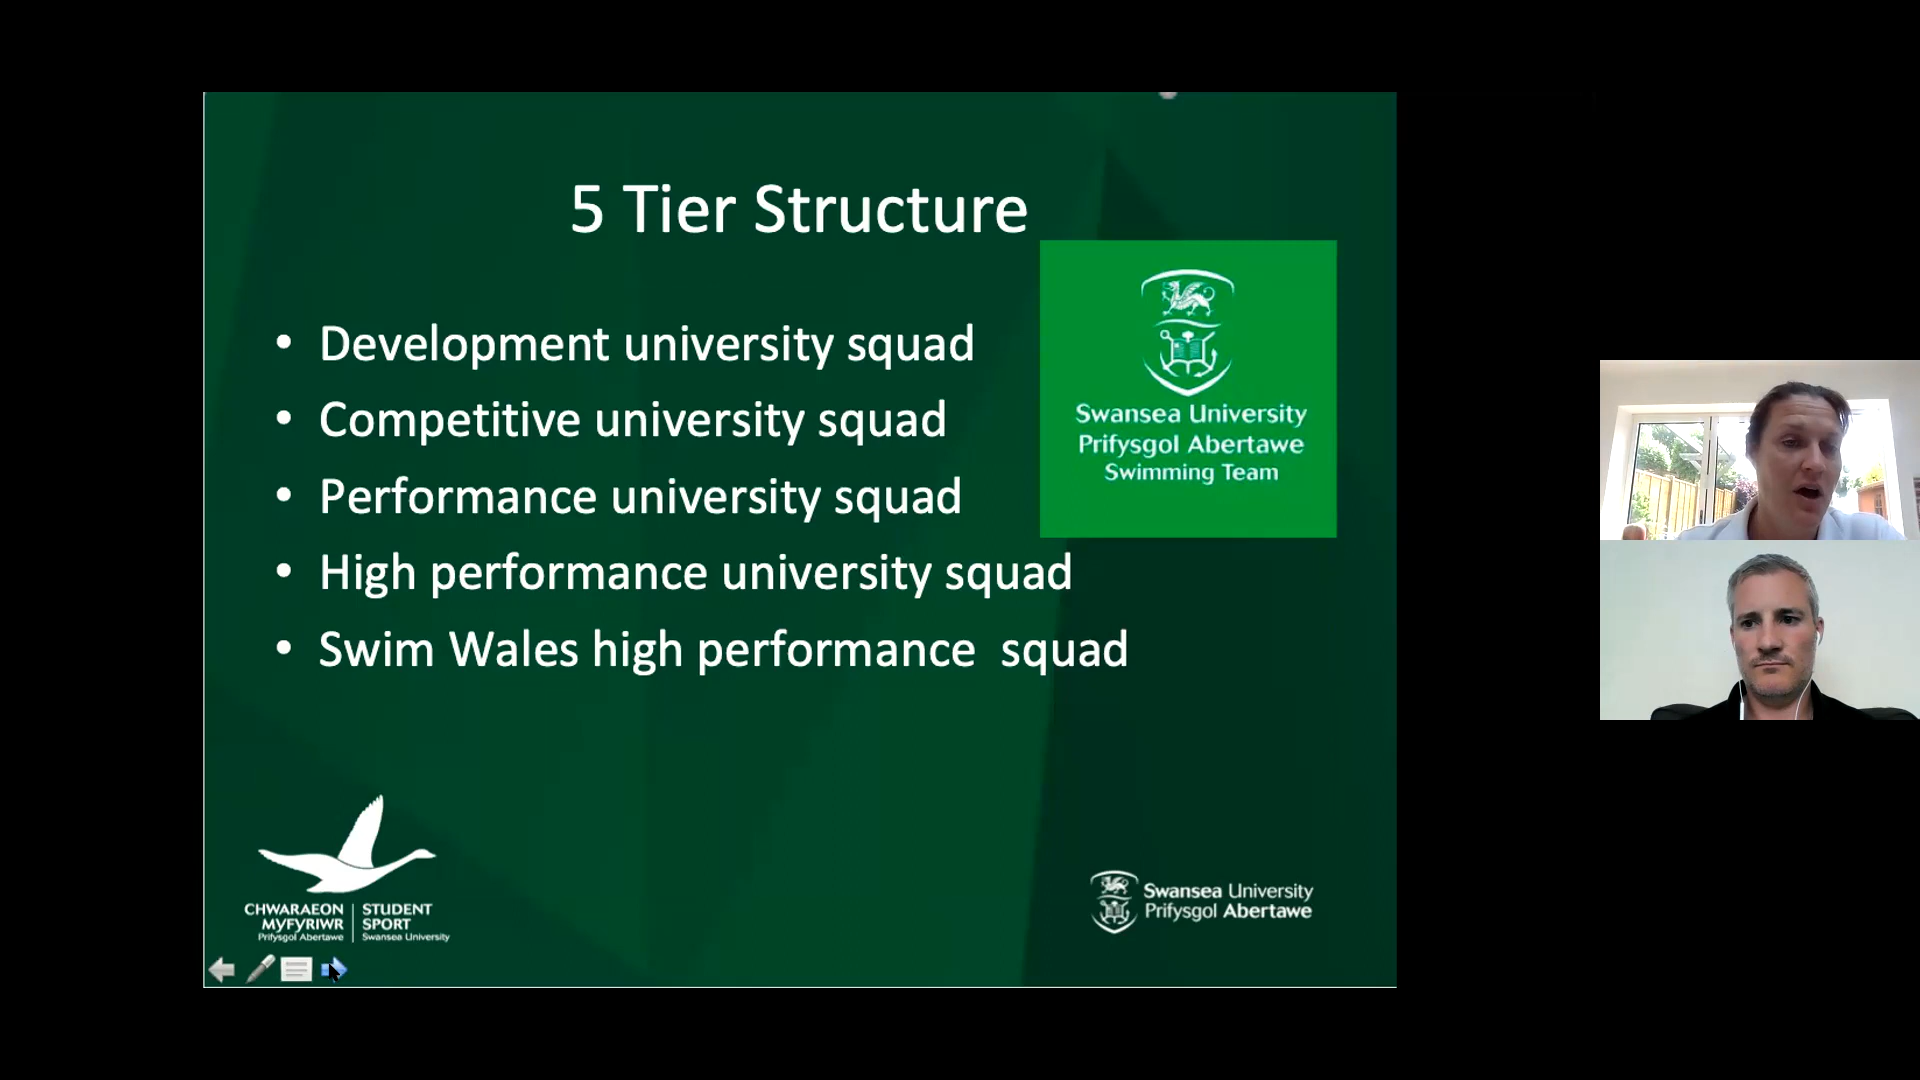 5 Tier Structure
• Development university squad
• Competitive university squad
• Performance university squad
• High performance university squad
• Swim Wales high performance  squad
Swansea University
Prifysgol Abertawe
Swimming Team
CHWARAEON
MYFYRIWR
Prifysgol Abertawe
STUDENT
SPORT
Swansea University
Swansea University
Prifysgol Abertawe